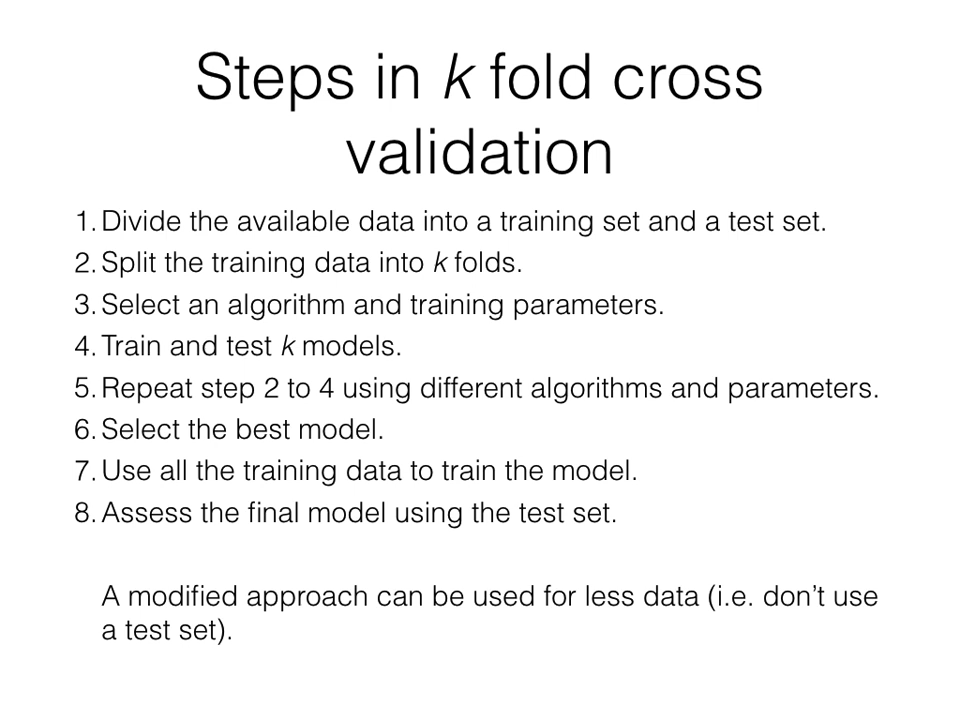 Steps in k fold cross
validation
1. Divide the available data into a training set and a test set.
2. Split the training data into k folds.
3. Select an algorithm and training parameters.
4. Train and test k models.
5. Repeat step 2 to 4 using different algorithms and parameters.
6. Select the best model.
7. Use all the training data to train the model.
8. Assess the final model using the test set.
A modified approach can be used for less data (i.e. don’t use
a test set).